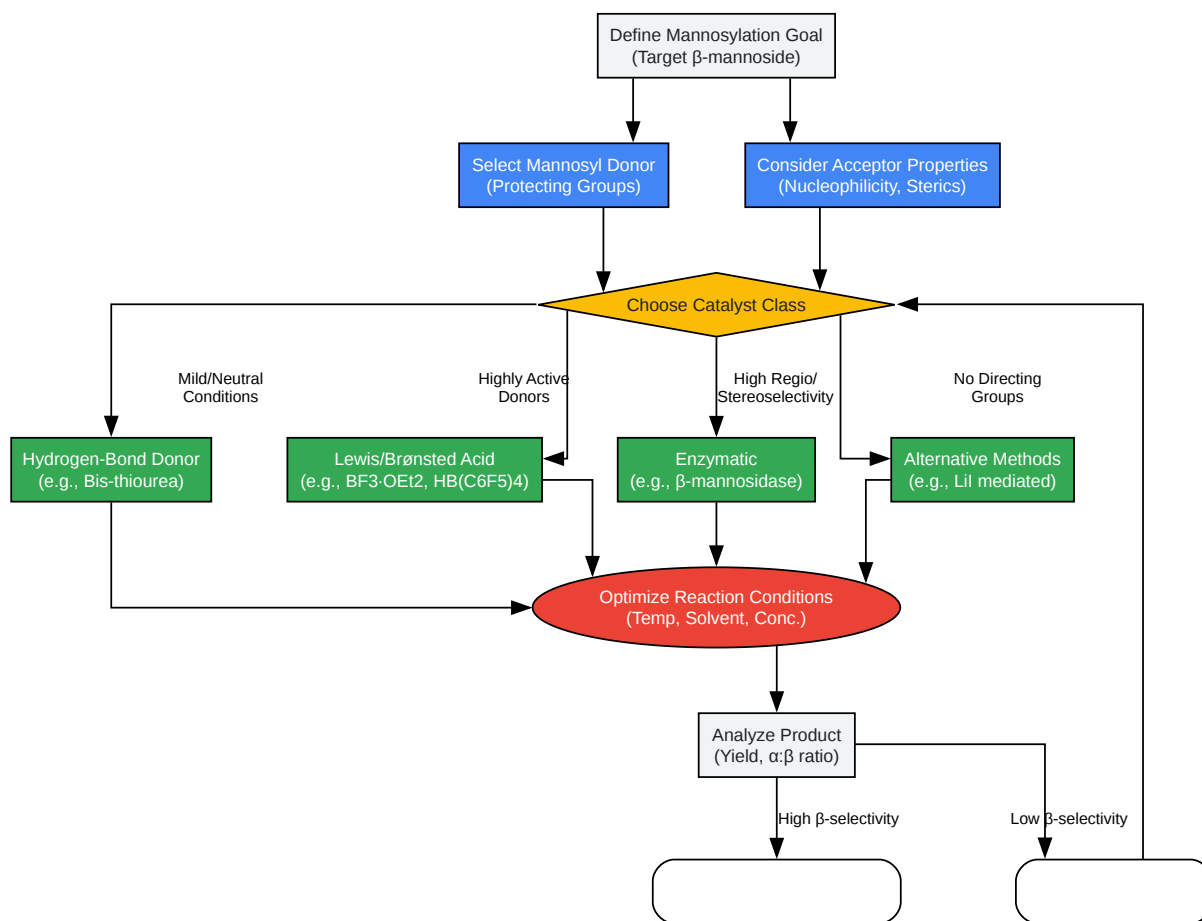 Define Mannosylation Goal
(Target β-mannoside)
Select Mannosyl Donor
(Protecting Groups)
Consider Acceptor Properties
(Nucleophilicity, Sterics)
Choose Catalyst Class
Mild/Neutral
Conditions
Highly Active
Donors
High Regio/
Stereoselectivity
No Directing
Groups
Hydrogen-Bond Donor
(e.g., Bis-thiourea)
Lewis/Brønsted Acid
(e.g., BF3·OEt2, HB(C6F5)4)
Enzymatic
(e.g., β-mannosidase)
Alternative Methods
(e.g., LiI mediated)
Optimize Reaction Conditions
(Temp, Solvent, Conc.)
Analyze Product
(Yield, α:β ratio)
High β-selectivity
Low β-selectivity